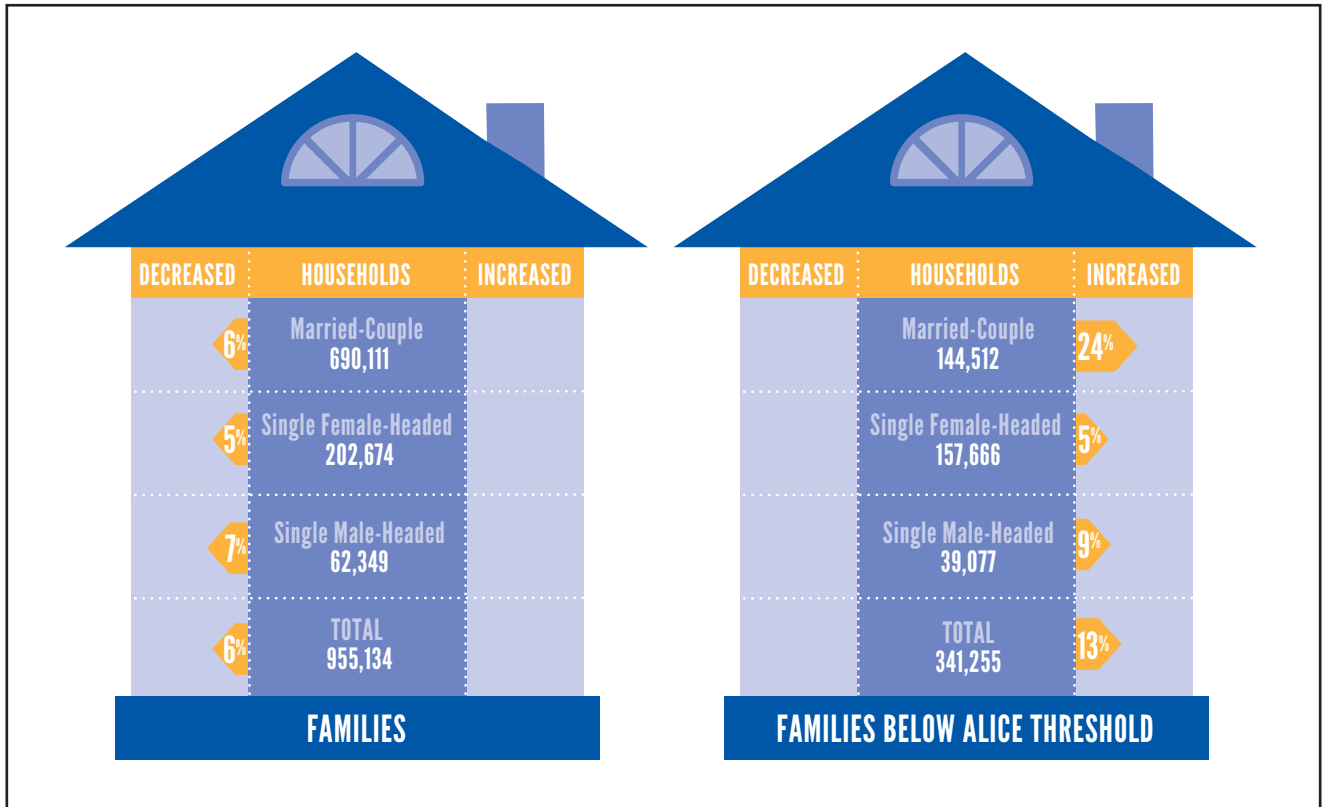 DECREASED HOUSEHOLDS INCREASED
6% Married-Couple
690,111
5% Single Female-Headed
202,674
7% Single Male-Headed
62,349
6% TOTAL
955,134
FAMILIES
DECREASED HOUSEHOLDS INCREASED
Married-Couple 24%
144,512
Single Female-Headed 5%
157,666
Single Male-Headed 9%
39,077
TOTAL 13%
341,255
FAMILIES BELOW ALICE THRESHOLD